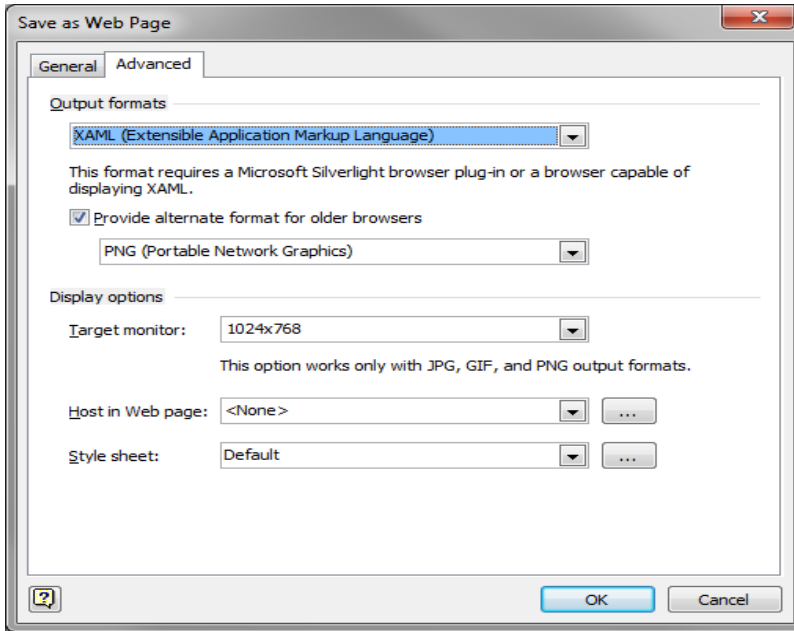 Save as Web Page
General
Advanced
Output formats
XAML (Extensible Application Markup Language)
This format requires a Microsoft Silverlight browser plug-in or a browser capable of
displaying XAML.
Provide alternate format for older browsers
PNG (Portable Network Graphics)
Display options
Target monitor: 1024x768
This option works only with JPG, GIF, and PNG output formats.
Host in Web page: <None> ...
Style sheet: Default ...
? OK Cancel